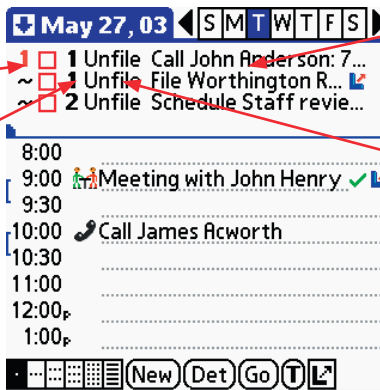 May 27, 03 S M T W T F S
1 1 Unfile Call John Anderson: 7...
~ 1 Unfile File Worthington R...
~ 2 Unfile Schedule Staff revie...
8:00
9:00 Meeting with John Henry
9:30
10:00 Call James Acworth
10:30
11:00
12:00P
1:00P
New Det Go T